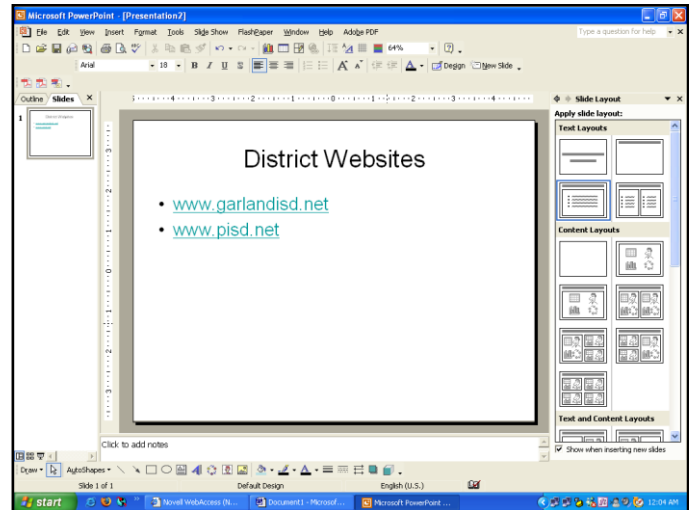 Microsoft PowerPoint - [Presentation2]
File Edit View Insert Format Tools Slide Show FlashPaper Window Help Adobe PDF
Type a question for help
64%
Arial 18 B I U S Design New Slide
Outline Slides
Slide Layout
Apply slide layout:
Text Layouts
1
District Websites
• www.garlandisd.net
• www.pisd.net
Content Layouts
Text and Content Layouts
Click to add notes
Show when inserting new slides
Draw AutoShapes
Slide 1 of 1 Default Design English (U.S.)
start Novell WebAccess (N... Document1 - Microsof... Microsoft PowerPoint ... 12:04 AM